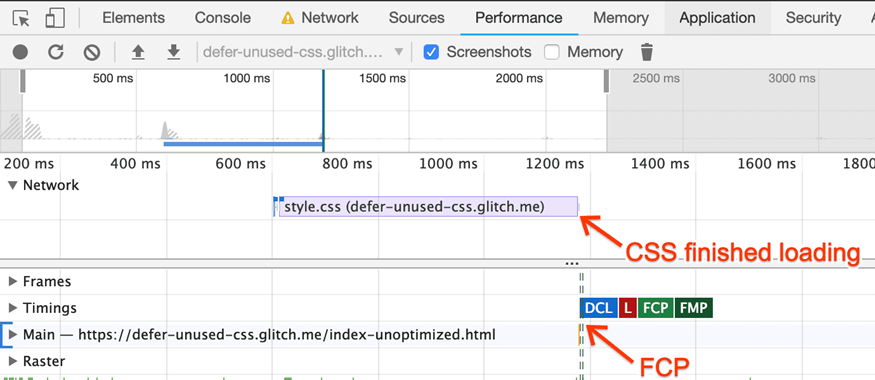 Elements Console Network Sources Performance Memory Application Security
defer-unused-css.glitch.... Screenshots Memory
500 ms 1000 ms 1500 ms 2000 ms 2500 ms 3000 ms
200 ms 400 ms 600 ms 800 ms 1000 ms 1200 ms 1400 ms 1600 ms 1800
Network
style.css (defer-unused-css.glitch.me)
CSS finished loading
...
Frames
Timings DCL L FCP FMP
Main — https://defer-unused-css.glitch.me/index-unoptimized.html
FCP
Raster